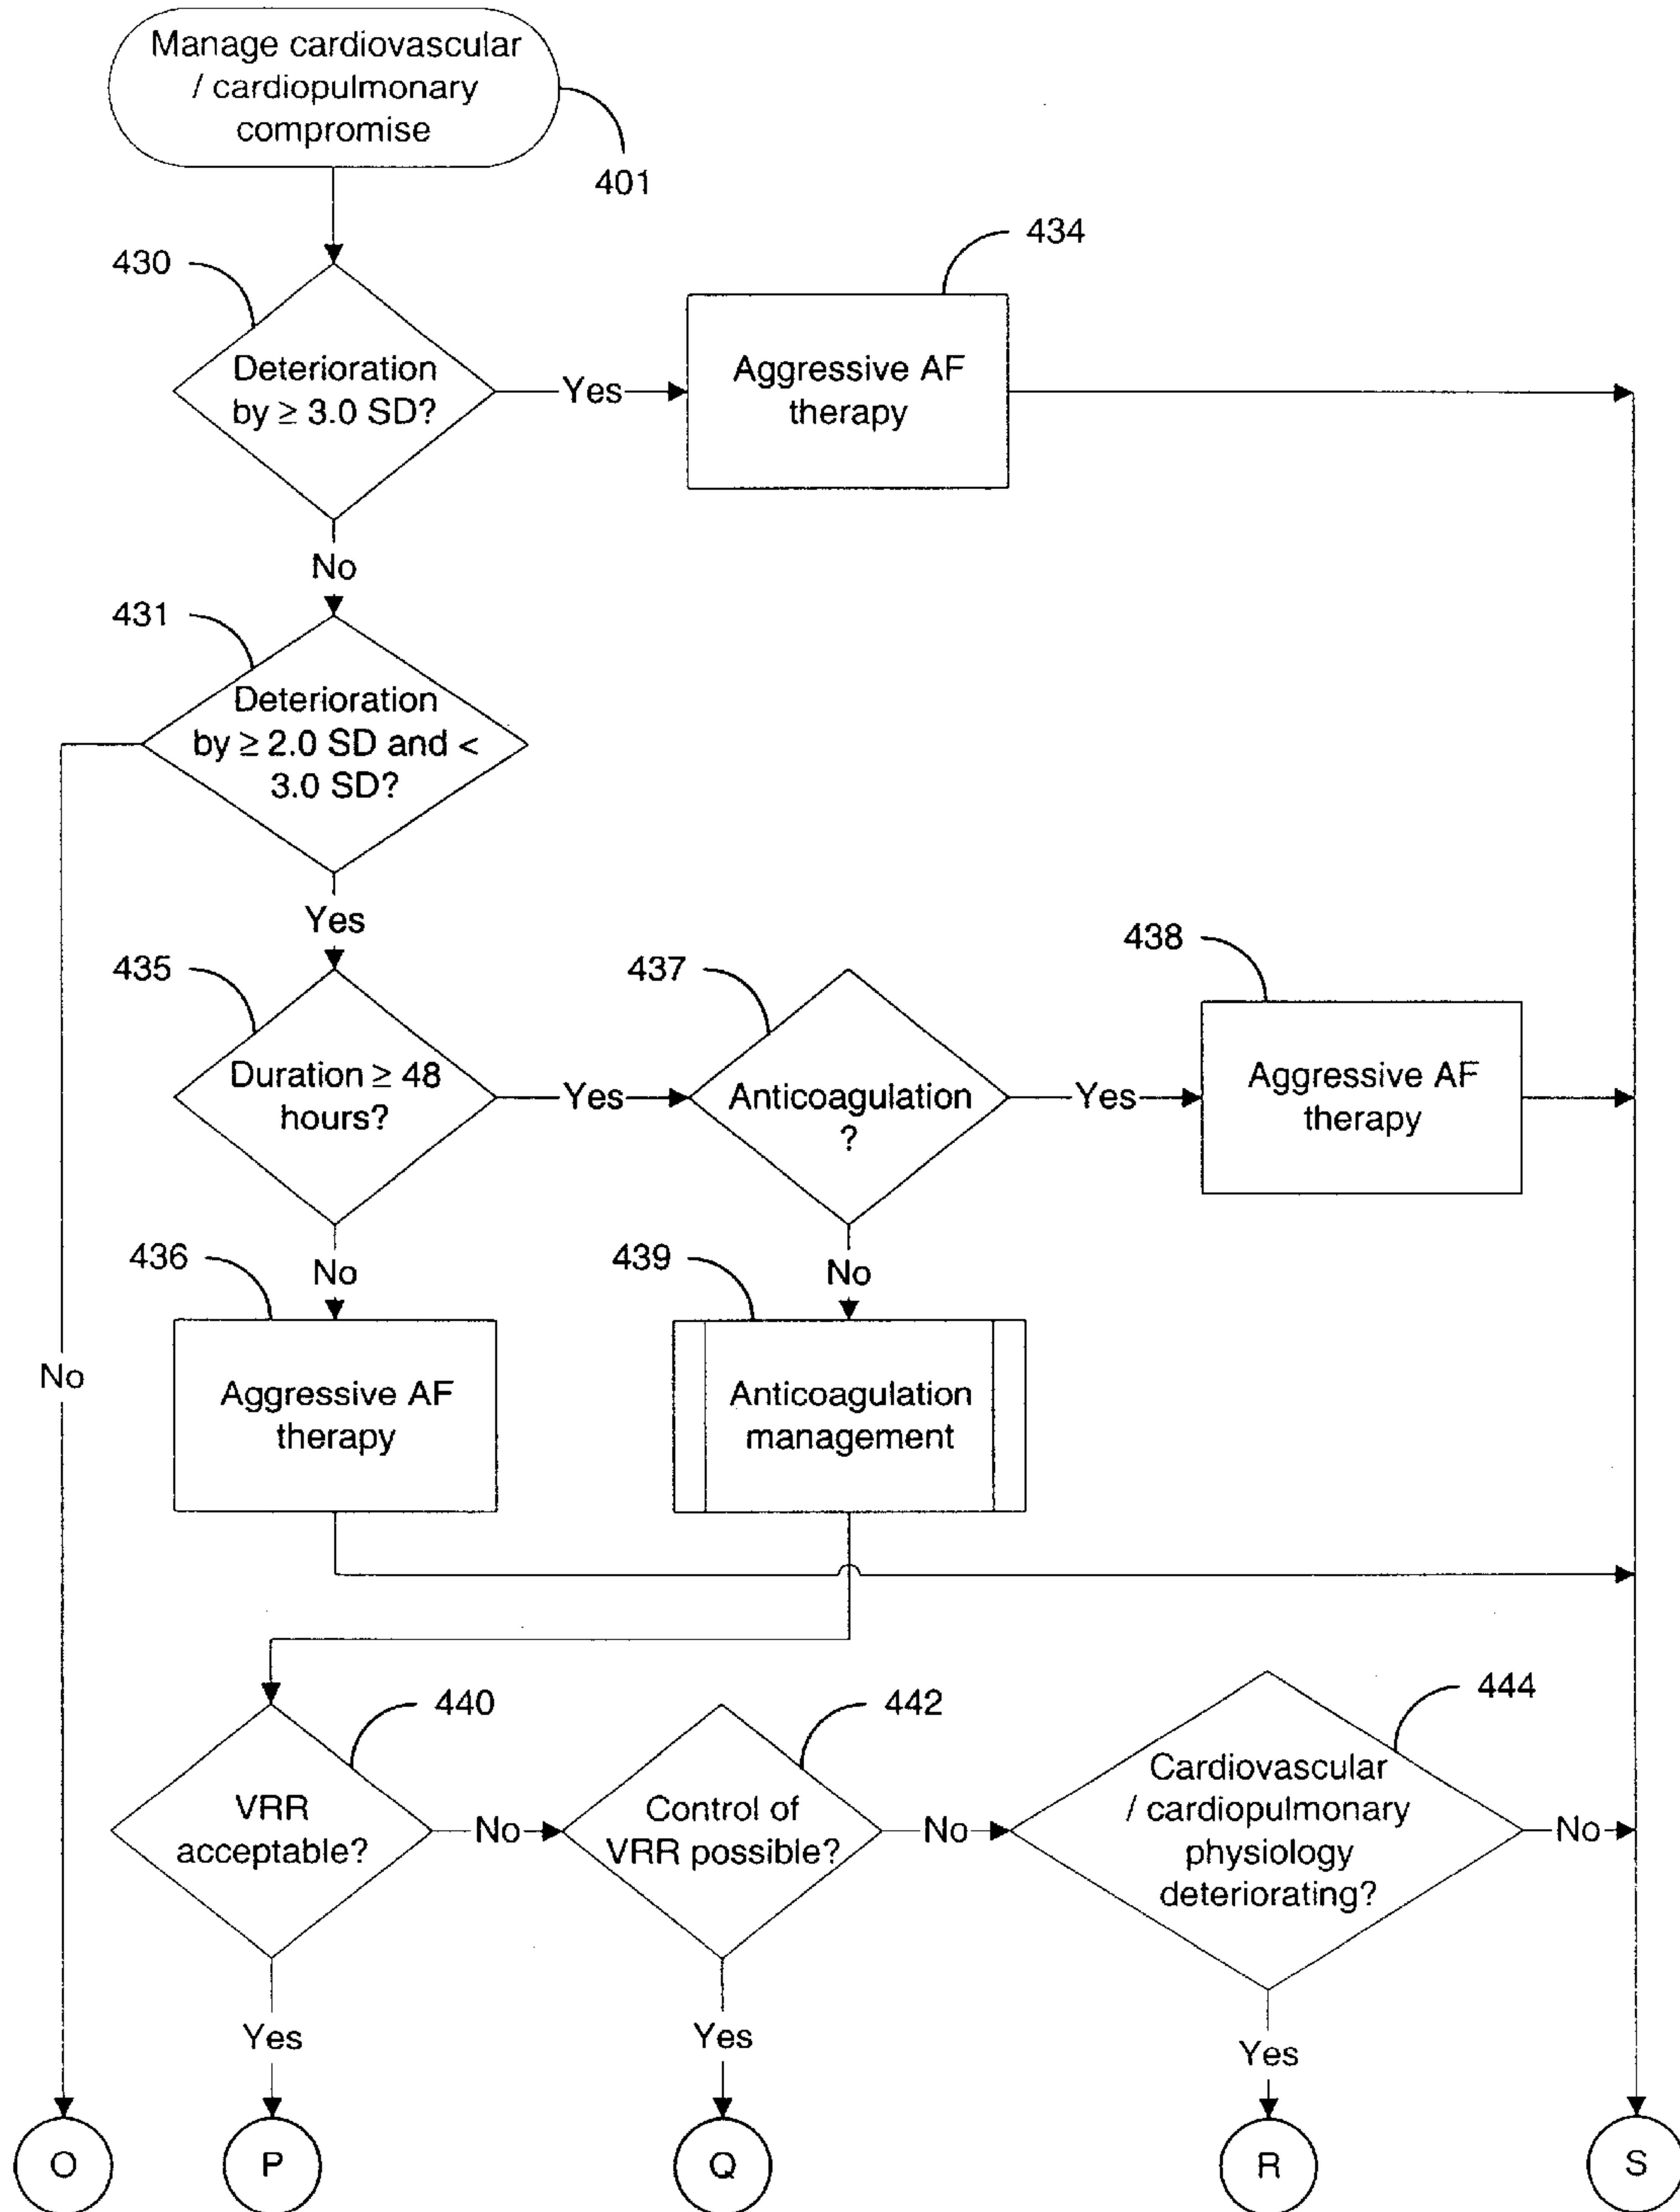 Manage cardiovascular
/ cardiopulmonary
compromise
401
430
434
Deterioration
by ≥ 3.0 SD?
Yes
Aggressive AF
therapy
No
431
Deterioration
by ≥ 2.0 SD and <
3.0 SD?
Yes
435
437
438
Duration ≥ 48
hours?
Yes
Anticoagulation
?
Yes
Aggressive AF
therapy
436
No
439
No
No
Aggressive AF
therapy
Anticoagulation
management
440
442
444
VRR
acceptable?
No
Control of
VRR possible?
No
Cardiovascular
/ cardiopulmonary
physiology
deteriorating?
No
Yes
Yes
Yes
O
P
Q
R
S